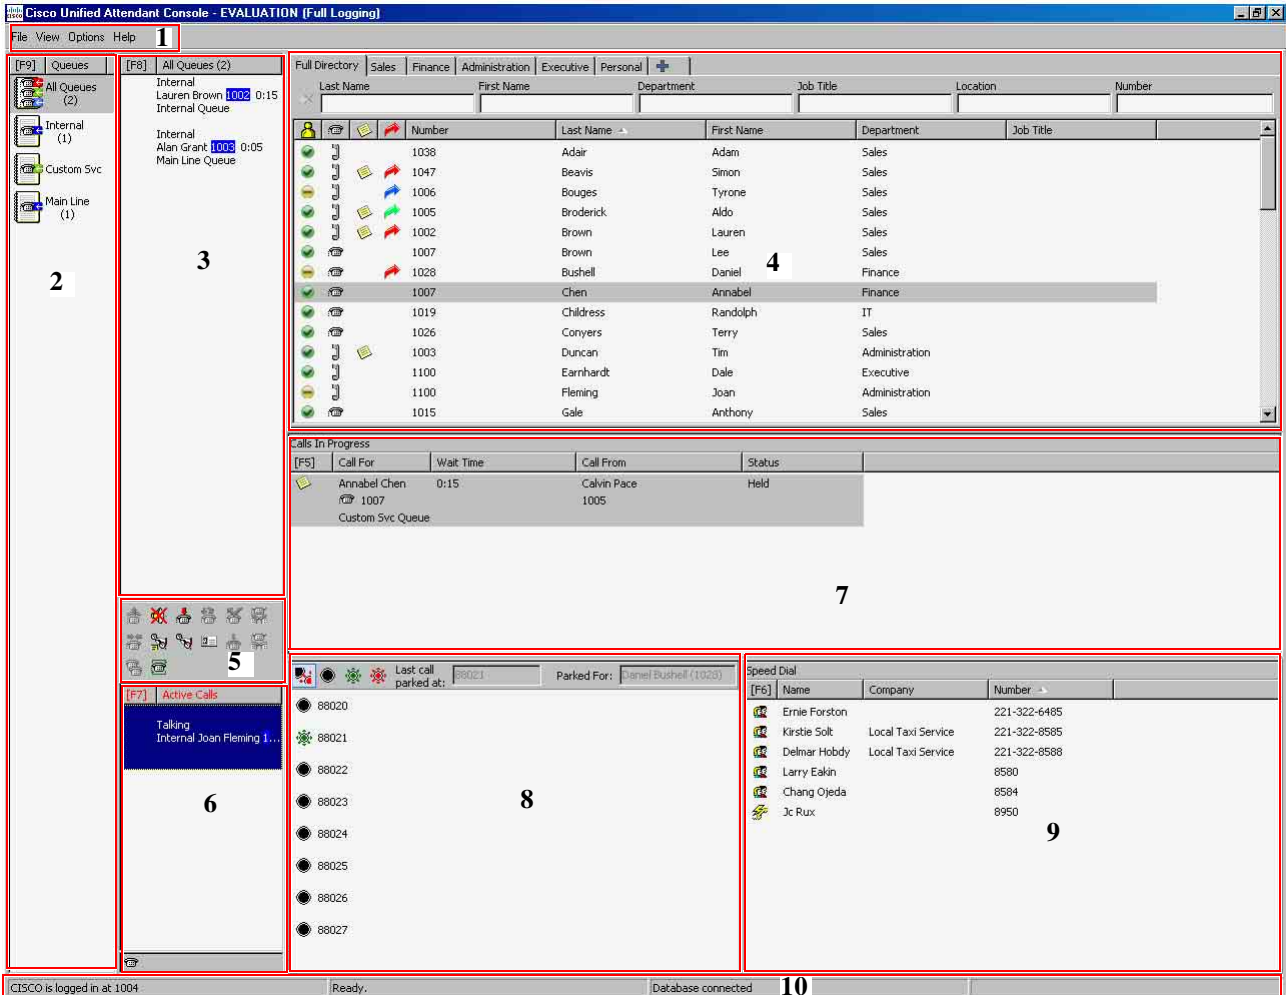 Cisco Unified Attendant Console - EVALUATION [Full Logging]
File View Options Help 1
[F9] Queues
All Queues
(2)
Internal
(1)
Custom Svc
Main Line
(1)
2
[F8] All Queues (2)
Internal
Lauren Brown 1002 0:15
Internal Queue
Internal
Alan Grant 1003 0:05
Main Line Queue
3
Full Directory Sales Finance Administration Executive Personal
Last Name First Name Department Job Title Location Number
Number Last Name First Name Department Job Title
1038 Adair Adam Sales
1047 Beavis Simon Sales
1006 Bouges Tyrone Sales
1005 Broderick Aldo Sales
1002 Brown Lauren Sales
1007 Brown Lee Sales
1028 Bushell Daniel Finance
1007 Chen Annabel Finance
1019 Childress Randolph IT
1026 Conyers Terry Sales
1003 Duncan Tim Administration
1100 Earnhardt Dale Executive
1100 Fleming Joan Administration
1015 Gale Anthony Sales
4
Calls In Progress
[F5] Call For Wait Time Call From Status
Annabel Chen 0:15 Calvin Pace Held
1007 1005
Custom Svc Queue
7
5
[F7] Active Calls
Talking
Internal Joan Fleming 1...
6
Last call
parked at: 88021 Parked For: Daniel Bushell (1028)
88020
88021
88022
88023
88024
88025
88026
88027
8
Speed Dial
[F6] Name Company Number
Ernie Forston 221-322-6485
Kirstie Solt Local Taxi Service 221-322-8585
Delmar Hobdy Local Taxi Service 221-322-8588
Larry Eakin 8580
Chang Ojeda 8584
Jc Rux 8950
9
CISCO is logged in at 1004 Ready. Database connected 10